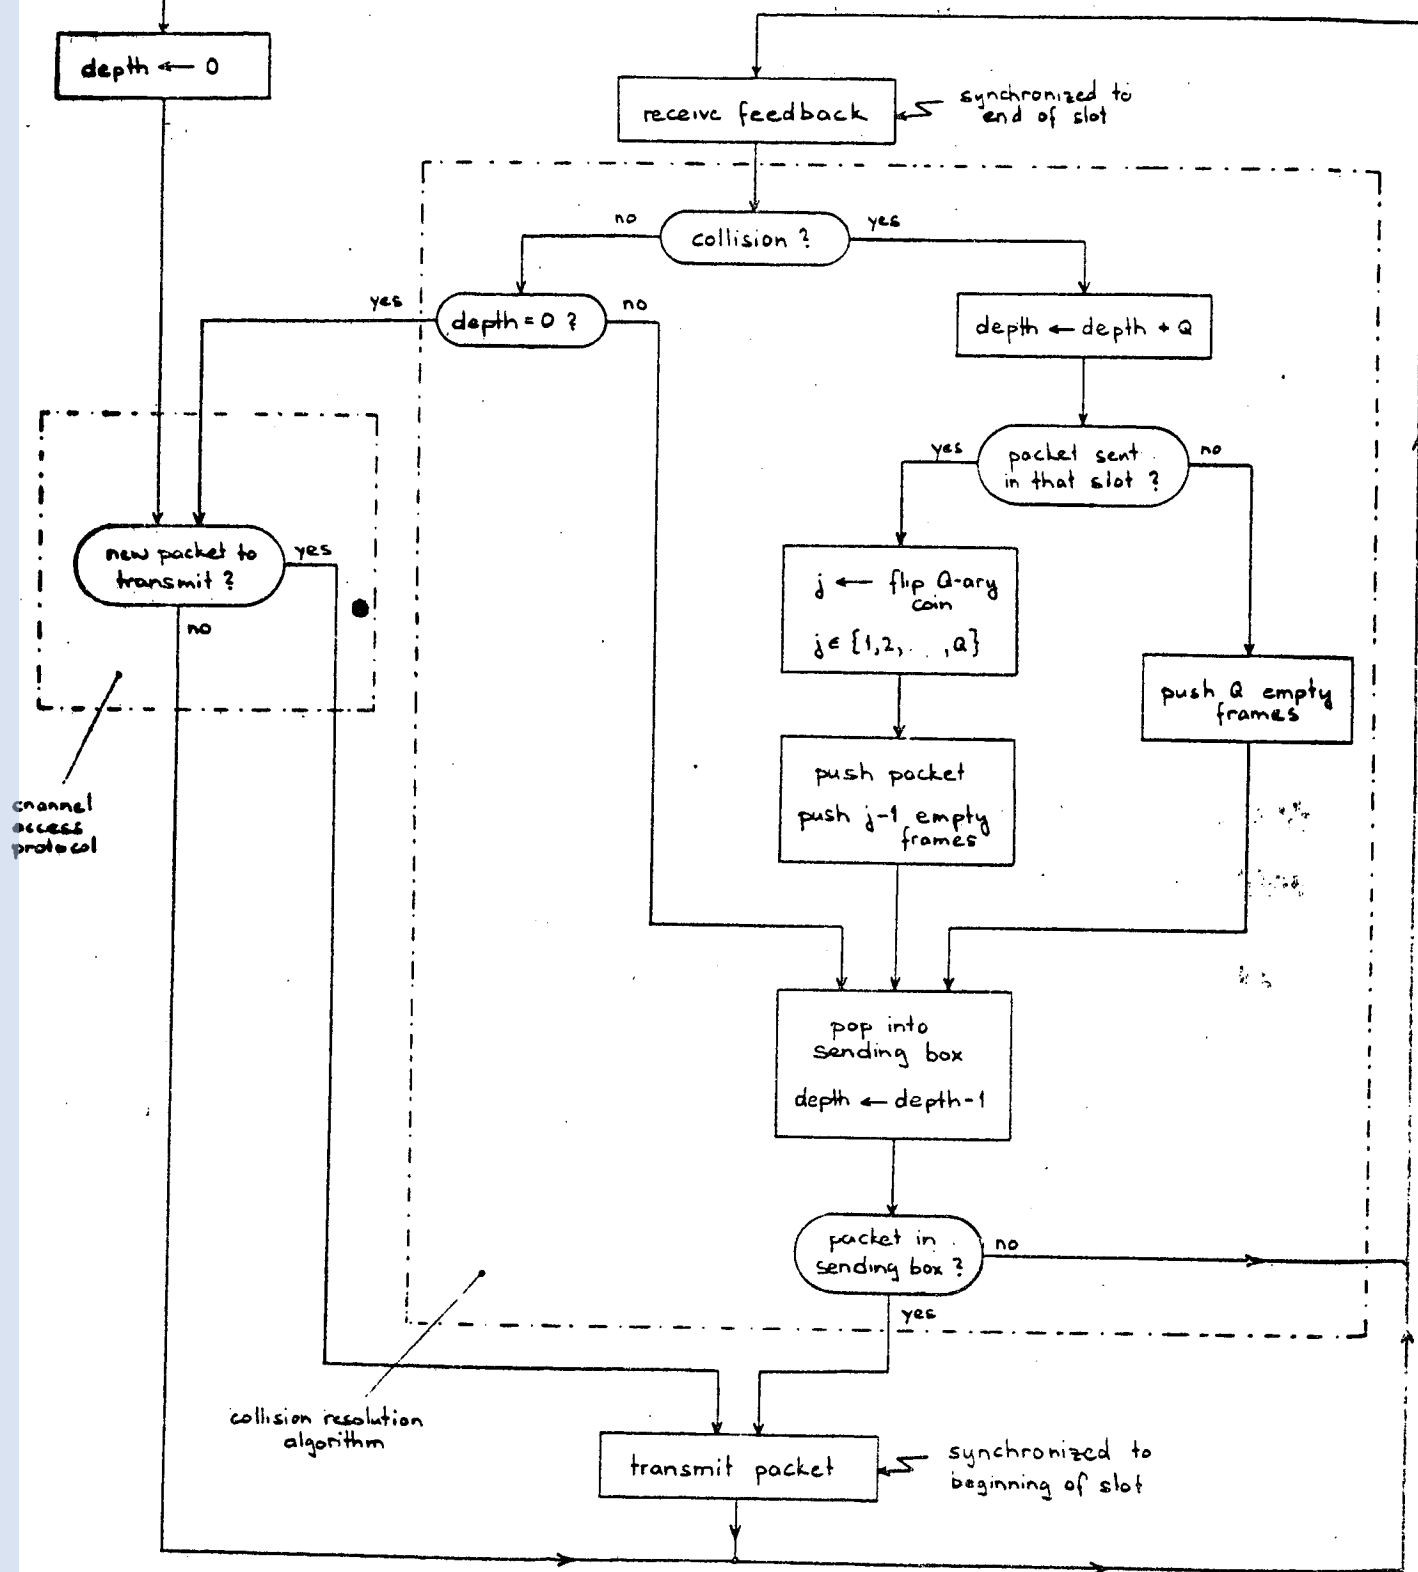 depth ← 0
receive feedback
synchronized to
end of slot
collision ?
no
yes
depth = 0 ?
yes
no
depth ← depth + Q
packet sent
in that slot ?
yes
no
new packet to
transmit ?
yes
no
j ← flip Q-ary
coin
j ∈ {1,2, . . . ,Q}
push Q empty
frames
push packet
push j-1 empty
frames
channel
access
protocol
pop into
sending box
depth ← depth-1
packet in
sending box ?
no
yes
collision resolution
algorithm
transmit packet
synchronized to
beginning of slot